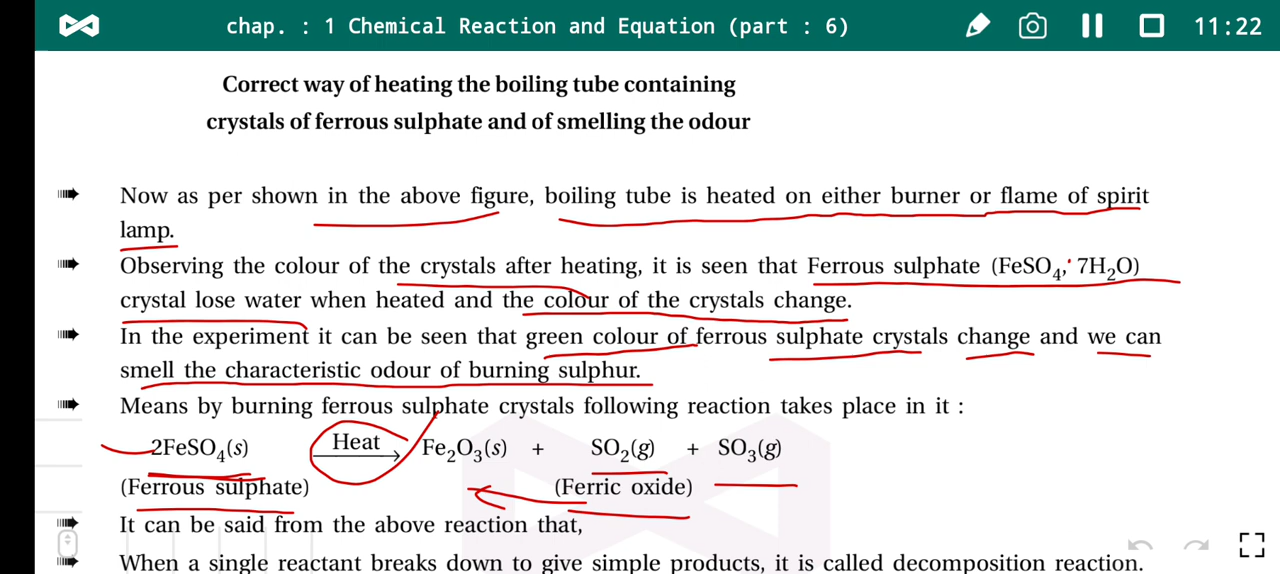 chap. : 1 Chemical Reaction and Equation (part : 6)
11:22
Correct way of heating the boiling tube containing
crystals of ferrous sulphate and of smelling the odour
Now as per shown in the above figure, boiling tube is heated on either burner or flame of spirit
lamp.
Observing the colour of the crystals after heating, it is seen that Ferrous sulphate (FeSO₄, 7H₂O)
crystal lose water when heated and the colour of the crystals change.
In the experiment it can be seen that green colour of ferrous sulphate crystals change and we can
smell the characteristic odour of burning sulphur.
Means by burning ferrous sulphate crystals following reaction takes place in it :
2FeSO₄(s) Heat → Fe₂O₃(s) + SO₂(g) + SO₃(g)
(Ferrous sulphate) (Ferric oxide)
It can be said from the above reaction that,
When a single reactant breaks down to give simple products, it is called decomposition reaction.